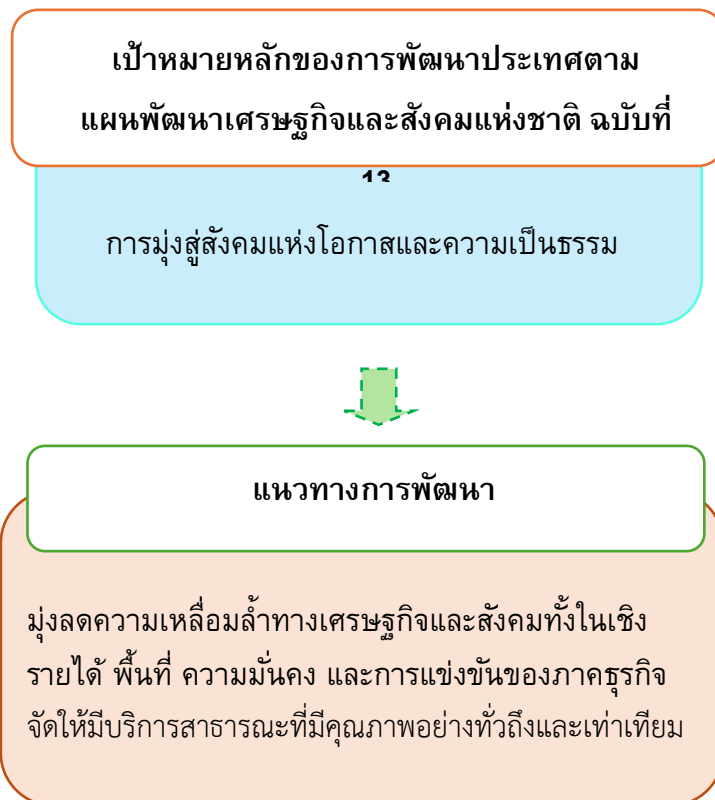 เป้าหมายหลักของการพัฒนาประเทศตาม
แผนพัฒนาเศรษฐกิจและสังคมแห่งชาติ ฉบับที่
13
การมุ่งสู่สังคมแห่งโอกาสและความเป็นธรรม
แนวทางการพัฒนา
มุ่งลดความเหลื่อมล้ำทางเศรษฐกิจและสังคมทั้งในเชิง
รายได้ พื้นที่ ความมั่นคง และการแข่งขันของภาคธุรกิจ
จัดให้มีบริการสาธารณะที่มีคุณภาพอย่างทั่วถึงและเท่าเทียม